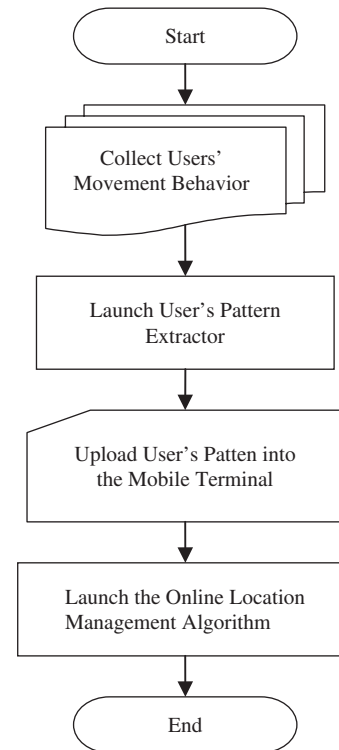 Start
Collect Users'
Movement Behavior
Launch User's Pattern
Extractor
Upload User's Patten into
the Mobile Terminal
Launch the Online Location
Management Algorithm
End